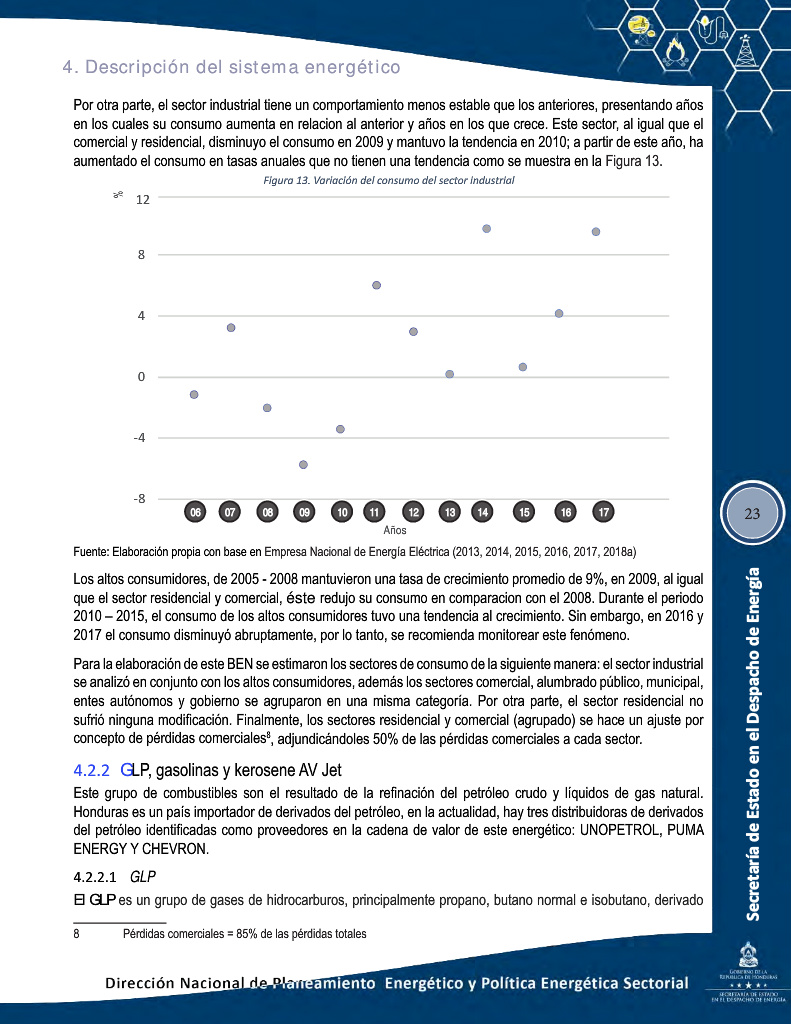 4. Descripción del sistema energético
Por otra parte, el sector industrial tiene un comportamiento menos estable que los anteriores, presentando años
en los cuales su consumo aumenta en relacion al anterior y años en los que crece. Este sector, al igual que el
comercial y residencial, disminuyo el consumo en 2009 y mantuvo la tendencia en 2010; a partir de este año, ha
aumentado el consumo en tasas anuales que no tienen una tendencia como se muestra en la Figura 13.
Figura 13. Variación del consumo del sector industrial
%
12
8
4
0
-4
-8
06 07 08 09 10 11 12 13 14 15 16 17
Años
Fuente: Elaboración propia con base en Empresa Nacional de Energía Eléctrica (2013, 2014, 2015, 2016, 2017, 2018a)
Los altos consumidores, de 2005 - 2008 mantuvieron una tasa de crecimiento promedio de 9%, en 2009, al igual
que el sector residencial y comercial, éste redujo su consumo en comparacion con el 2008. Durante el periodo
2010 – 2015, el consumo de los altos consumidores tuvo una tendencia al crecimiento. Sin embargo, en 2016 y
2017 el consumo disminuyó abruptamente, por lo tanto, se recomienda monitorear este fenómeno.
Para la elaboración de este BEN se estimaron los sectores de consumo de la siguiente manera: el sector industrial
se analizó en conjunto con los altos consumidores, además los sectores comercial, alumbrado público, municipal,
entes autónomos y gobierno se agruparon en una misma categoría. Por otra parte, el sector residencial no
sufrió ninguna modificación. Finalmente, los sectores residencial y comercial (agrupado) se hace un ajuste por
concepto de pérdidas comerciales8, adjudicándoles 50% de las pérdidas comerciales a cada sector.
4.2.2 GLP, gasolinas y kerosene AV Jet
Este grupo de combustibles son el resultado de la refinación del petróleo crudo y líquidos de gas natural.
Honduras es un país importador de derivados del petróleo, en la actualidad, hay tres distribuidoras de derivados
del petróleo identificadas como proveedores en la cadena de valor de este energético: UNOPETROL, PUMA
ENERGY Y CHEVRON.
4.2.2.1 GLP
El GLP es un grupo de gases de hidrocarburos, principalmente propano, butano normal e isobutano, derivado
8 Pérdidas comerciales = 85% de las pérdidas totales
Dirección Nacional de Planeamiento Energético y Política Energética Sectorial
23
Secretaría de Estado en el Despacho de Energía
GOBIERNO DE LA
REPÚBLICA DE HONDURAS
SECRETARÍA DE ESTADO
EN EL DESPACHO DE ENERGÍA